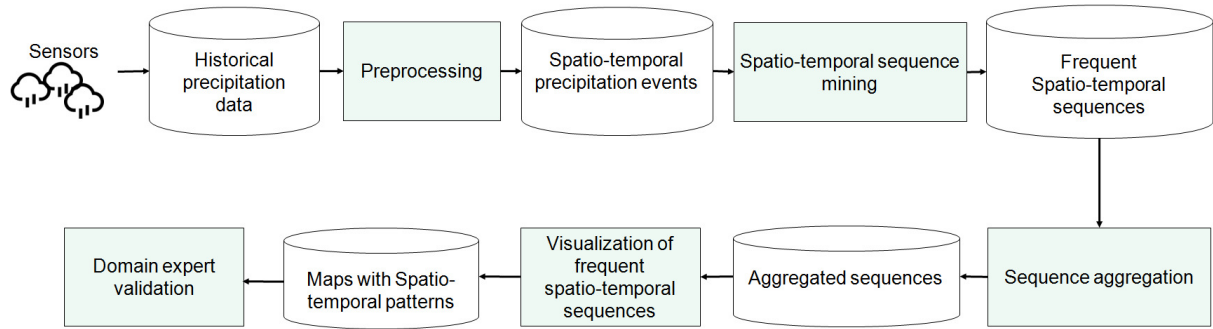 Sensors
Historical
precipitation
data
Preprocessing
Spatio-temporal
precipitation events
Spatio-temporal sequence
mining
Frequent
Spatio-temporal
sequences
Sequence aggregation
Aggregated sequences
Visualization of
frequent
spatio-temporal
sequences
Maps with Spatio-
temporal patterns
Domain expert
validation